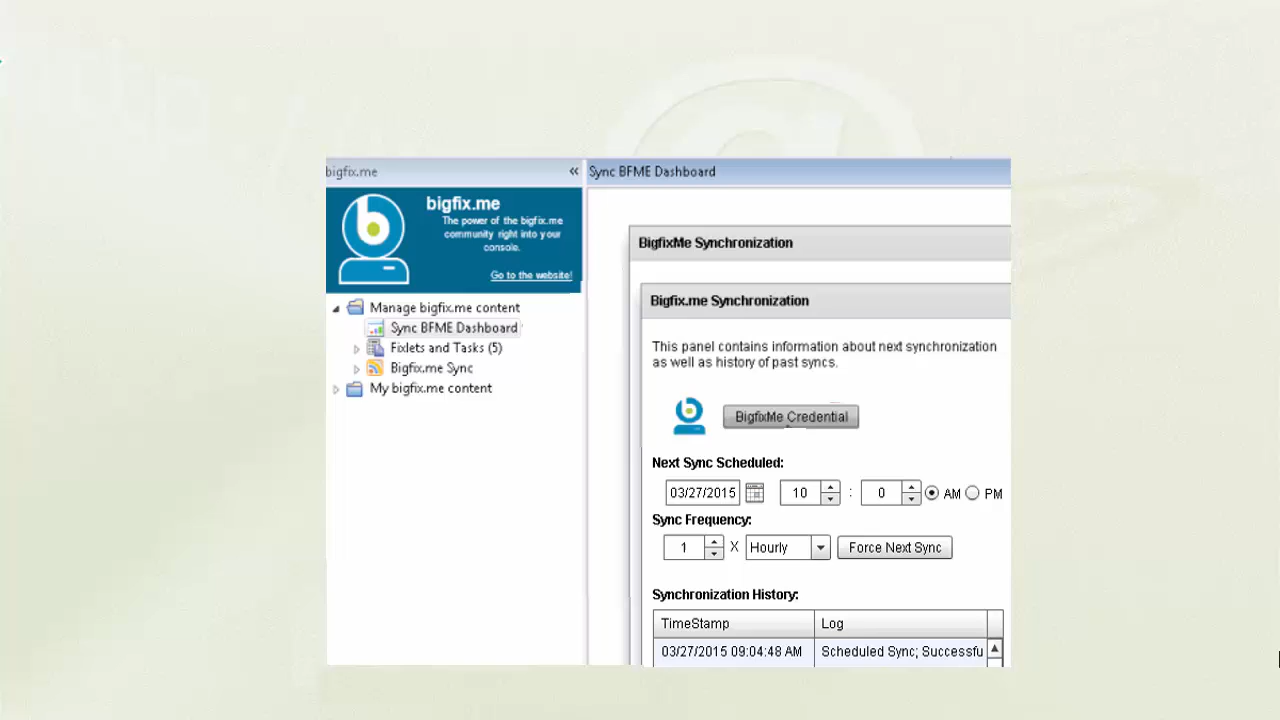 bigfix.me
«
Sync BFME Dashboard
bigfix.me
The power of the bigfix.me
community right into your
console.
Go to the website!
Manage bigfix.me content
Sync BFME Dashboard
Fixlets and Tasks (5)
Bigfix.me Sync
My bigfix.me content
BigfixMe Synchronization
Bigfix.me Synchronization
This panel contains information about next synchronization
as well as history of past syncs.
BigfixMe Credential
Next Sync Scheduled:
03/27/2015 10 : 0 AM PM
Sync Frequency:
1 X Hourly Force Next Sync
Synchronization History:
TimeStamp Log
03/27/2015 09:04:48 AM Scheduled Sync; Successfu